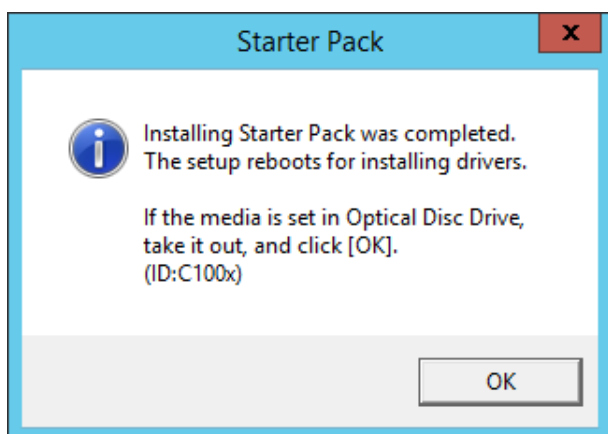 Starter Pack
x
Installing Starter Pack was completed.
The setup reboots for installing drivers.
If the media is set in Optical Disc Drive,
take it out, and click [OK].
(ID:C100x)
OK